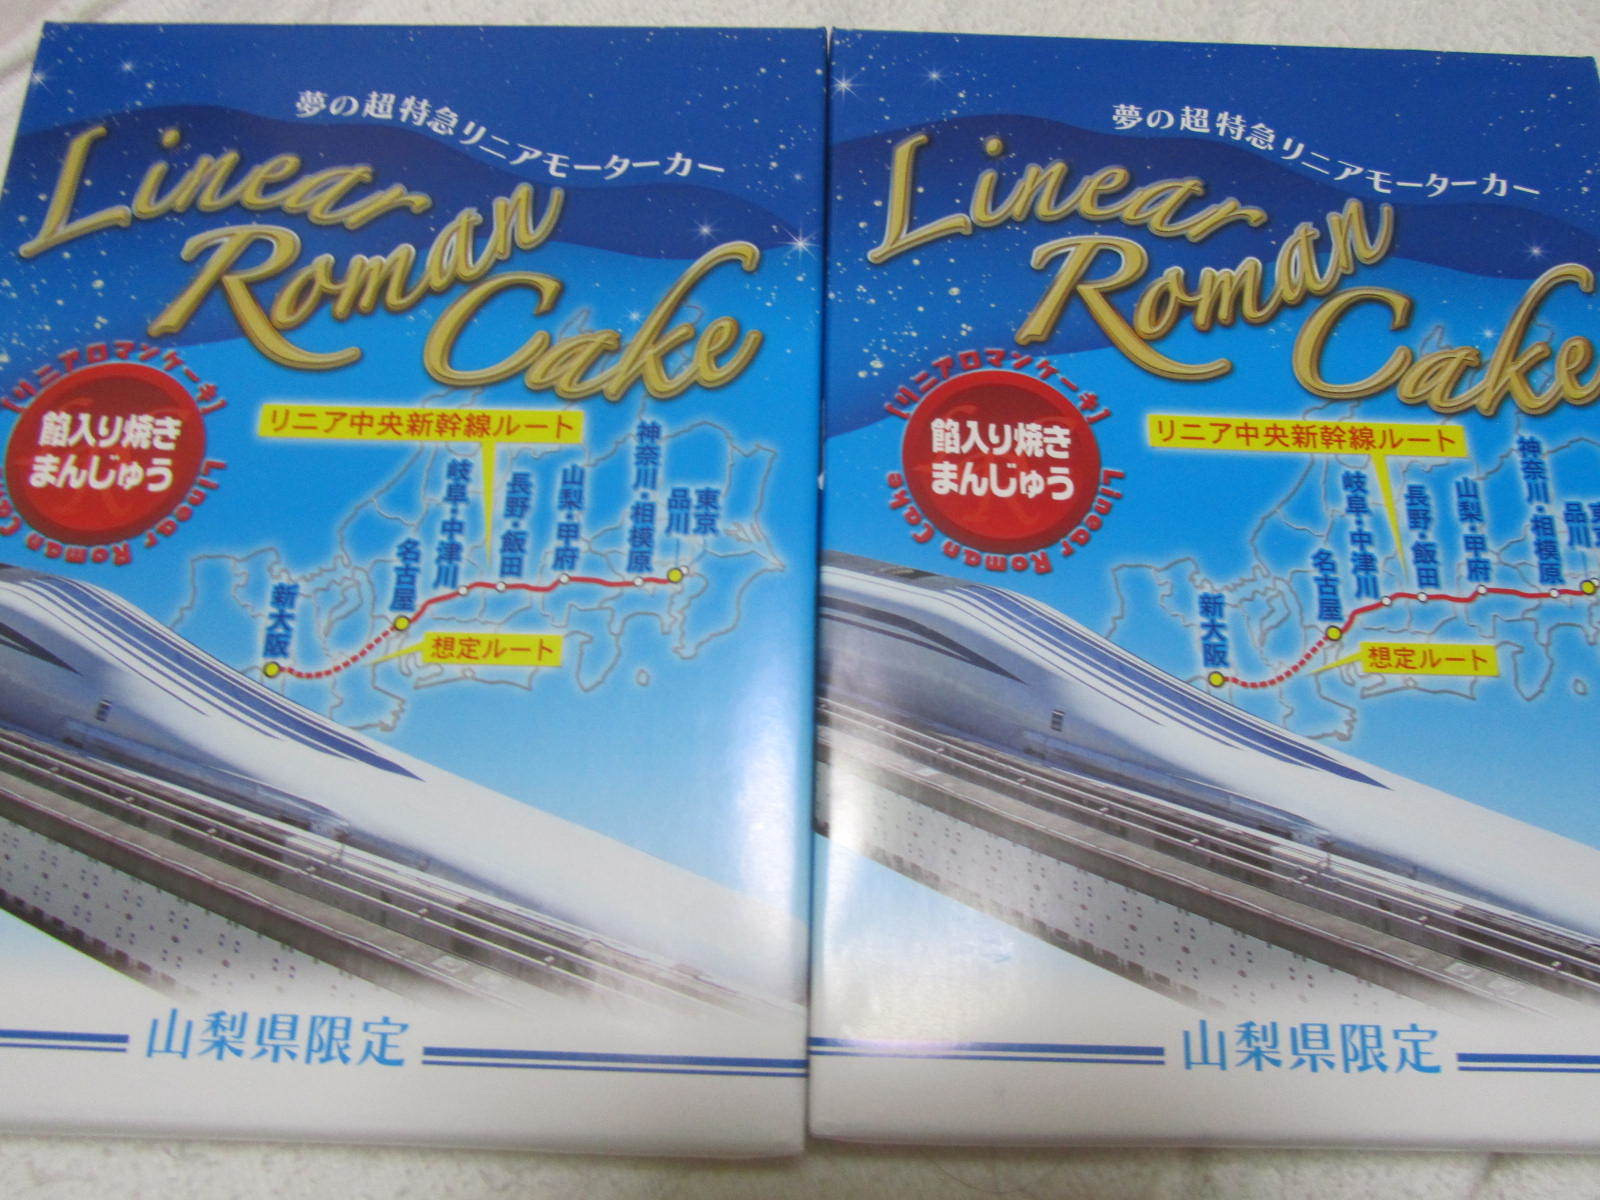 夢の超特急リニアモーターカー
Linear
Roman
Cake
【リニアロマンケーキ】
餡入り焼き
まんじゅう
Linear Roman Cake
リニア中央新幹線ルート
神奈川・相模原
東京
品川
山梨・甲府
長野・飯田
岐阜・中津川
名古屋
新大阪
想定ルート
山梨県限定
夢の超特急リニアモーターカー
Linear
Roman
Cake
【リニアロマンケーキ】
餡入り焼き
まんじゅう
Linear Roman Cake
リニア中央新幹線ルート
神奈川・相模原
品川
山梨・甲府
長野・飯田
岐阜・中津川
名古屋
新大阪
想定ルート
山梨県限定